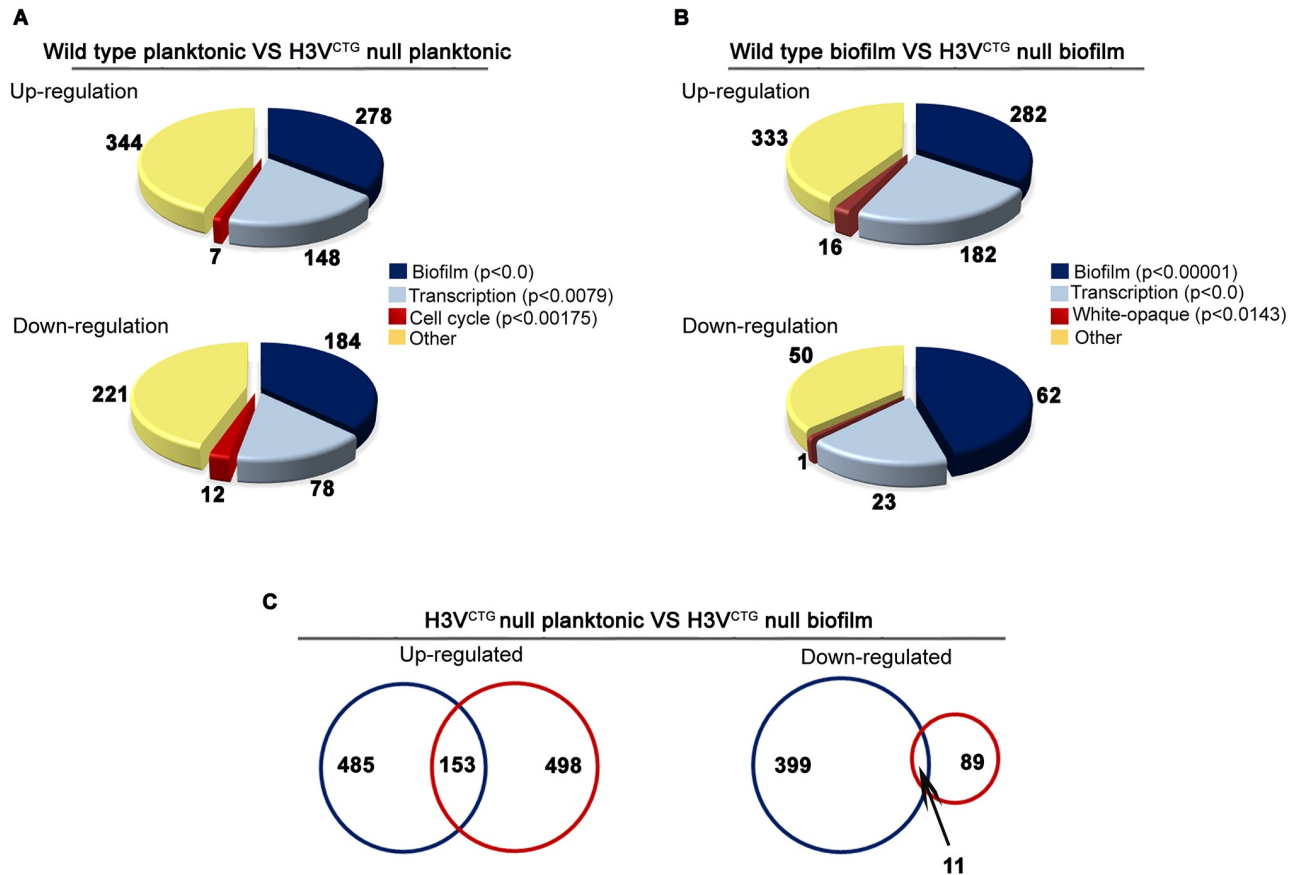 A
Wild type planktonic VS H3VCTG null planktonic
Up-regulation
344
278
7
148
Biofilm (p<0.0)
Transcription (p<0.0079)
Cell cycle (p<0.00175)
Other
Down-regulation
184
221
12
78
B
Wild type biofilm VS H3VCTG null biofilm
Up-regulation
282
333
16
182
Biofilm (p<0.00001)
Transcription (p<0.0)
White-opaque (p<0.0143)
Other
Down-regulation
50
62
1
23
C
H3VCTG null planktonic VS H3VCTG null biofilm
Up-regulated
485
153
498
Down-regulated
399
89
11